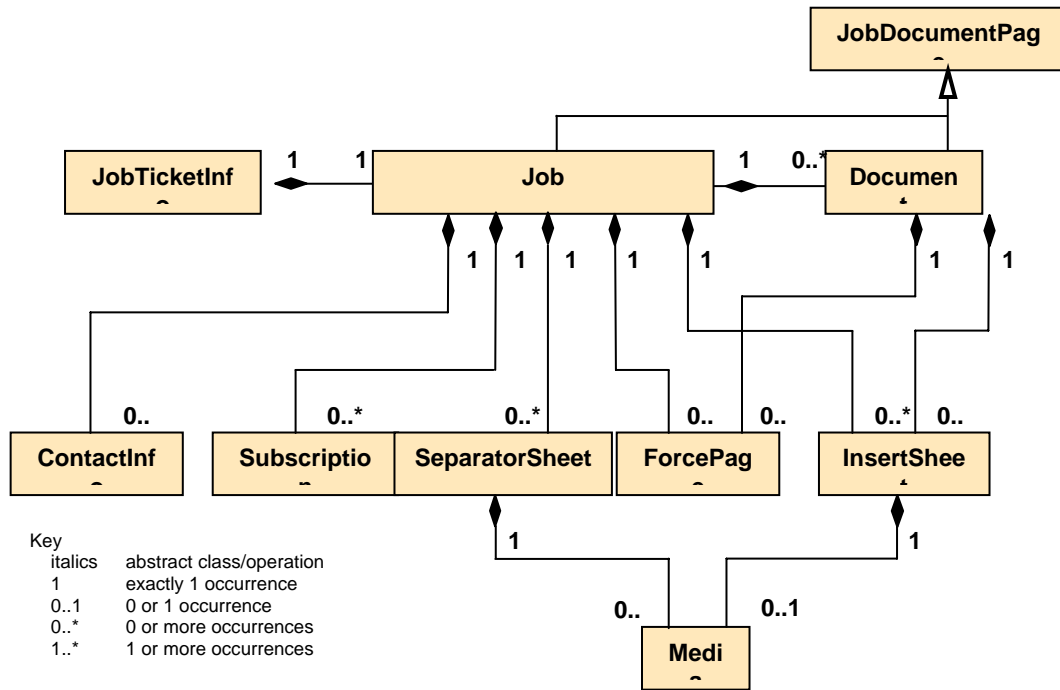 JobDocumentPag
e
JobTicketInf
o
1
1
Job
1
0..*
Documen
t
1
1
1
1
1
1
1
0..
0..*
0..*
0..
0..
0..*
0..
ContactInf
o
Subscriptio
n
SeparatorSheet
ForcePag
e
InsertShee
t
1
1
0..
0..1
Medi
a
Key
italics abstract class/operation
1 exactly 1 occurrence
0..1 0 or 1 occurrence
0..* 0 or more occurrences
1..* 1 or more occurrences